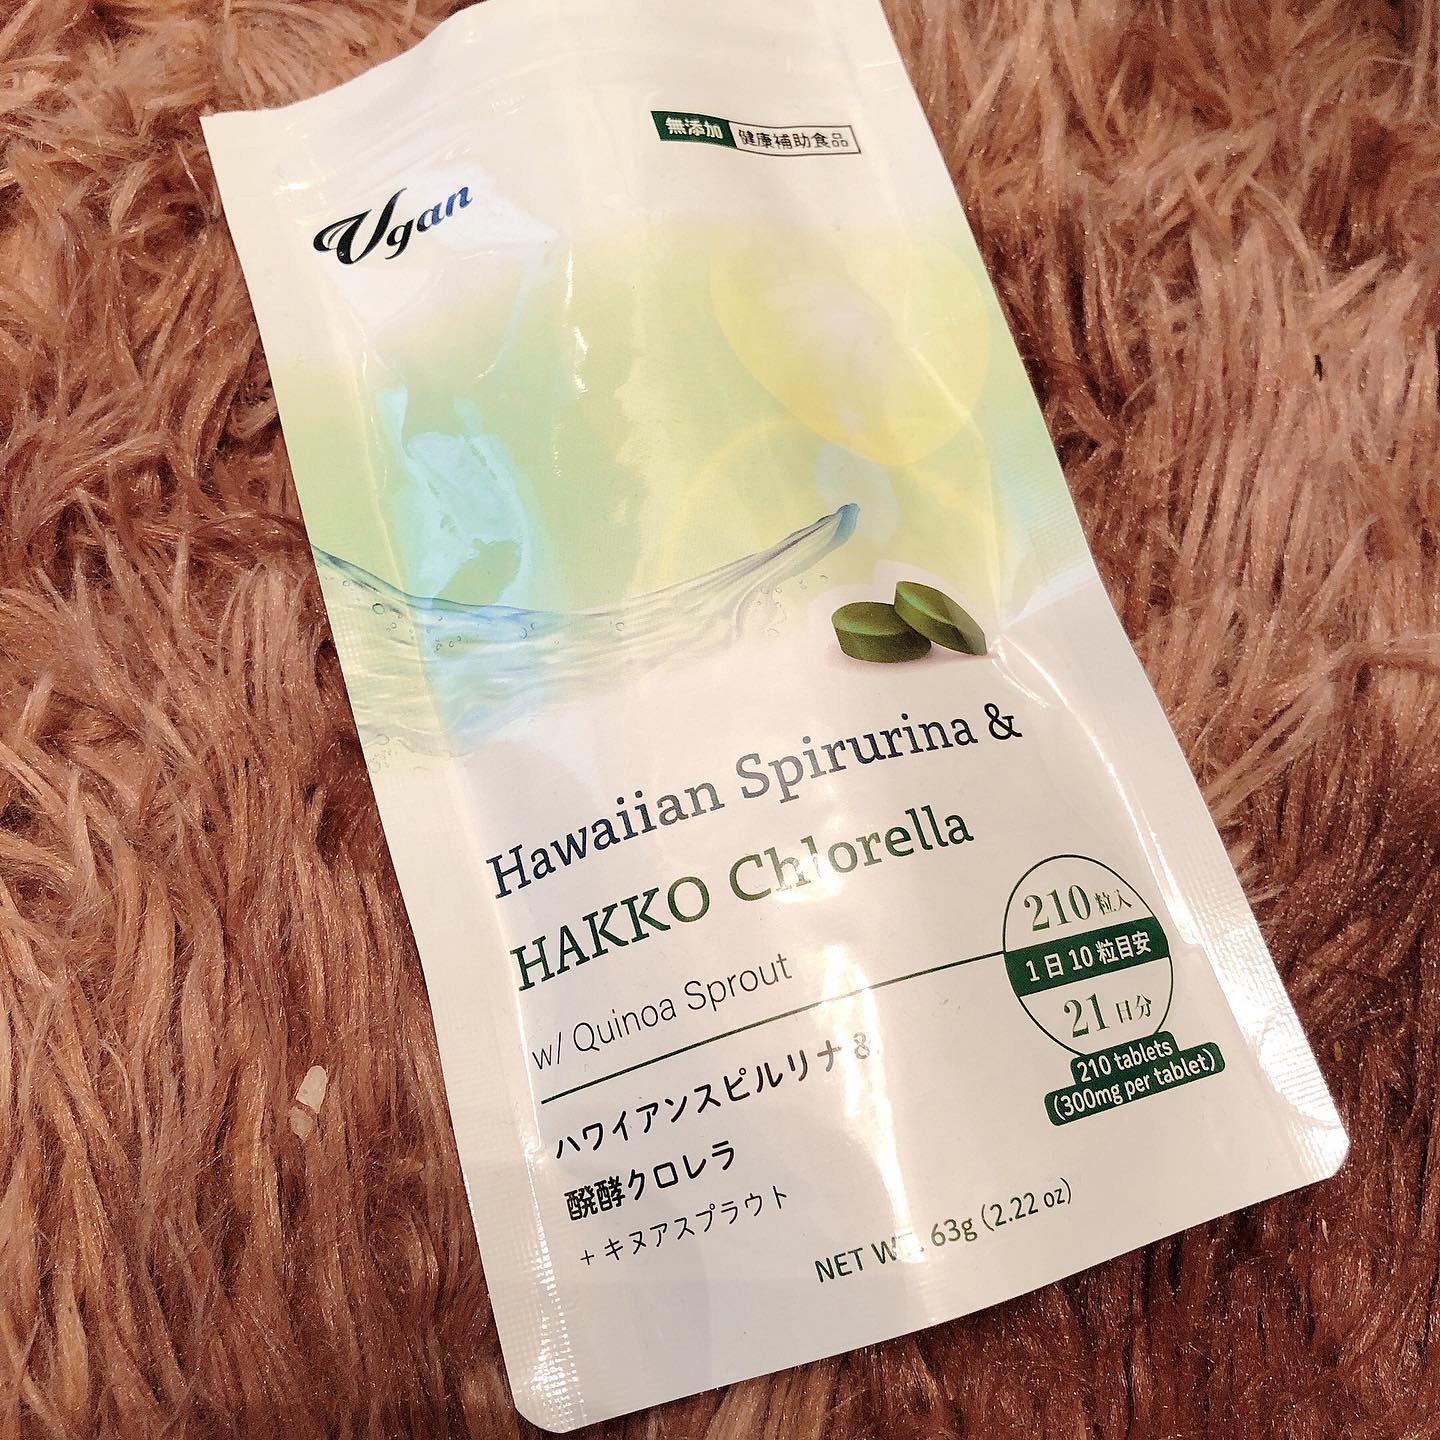 無添加 健康補助食品
Vgan
Hawaiian Spirurina &
HAKKO Chlorella
w/ Quinoa Sprout
210粒入
1日10粒目安
21日分
210 tablets
(300mg per tablet)
ハワイアンスピルリナ &
醗酵クロレラ
+ キヌアスプラウト
NET WT. 63g (2.22 oz)